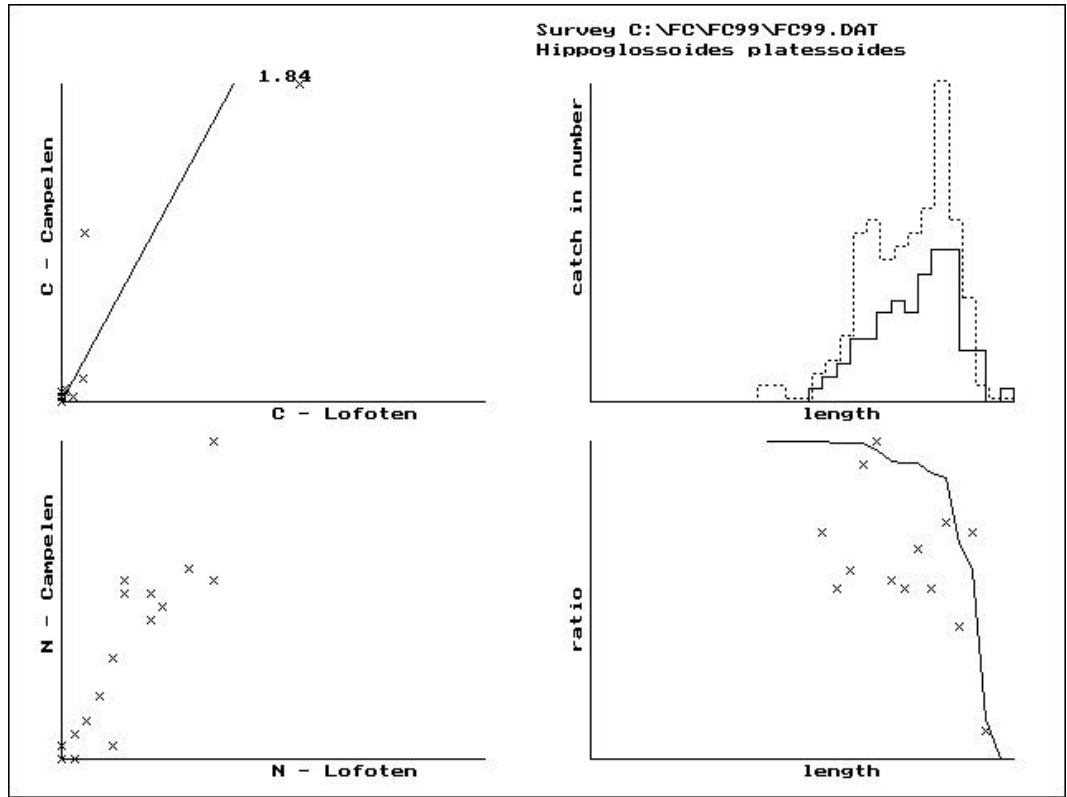 Survey C:\FC\FC99\FC99.DAT
Hippoglossoides platessoides
1.84
C - Campelen
C - Lofoten
catch in number
length
N - Campelen
N - Lofoten
ratio
length